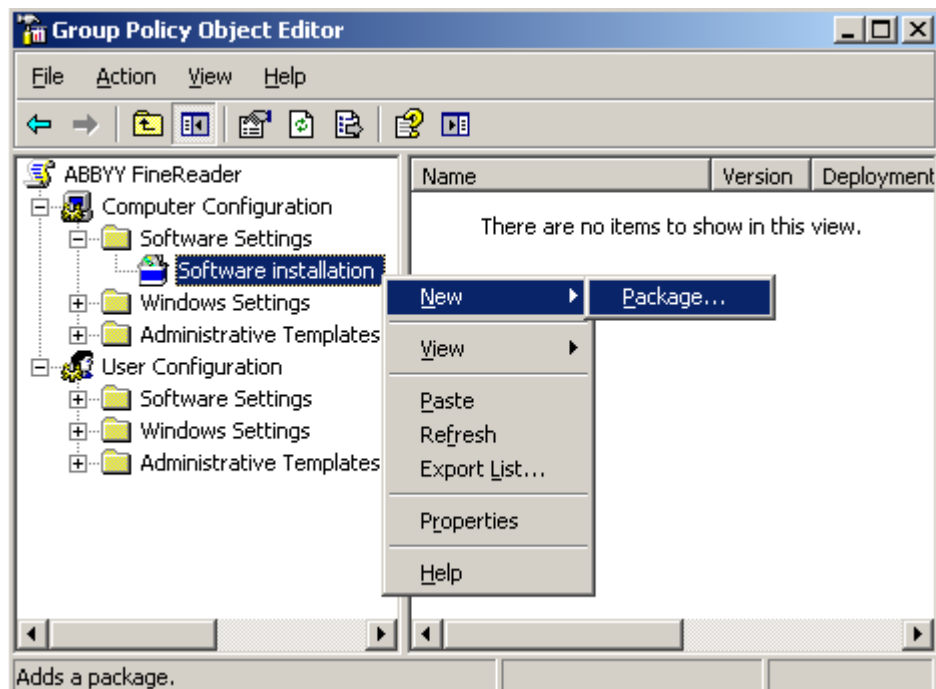 Group Policy Object Editor
File Action View Help
ABBYY FineReader
Computer Configuration
Software Settings
Software installation
Windows Settings
Administrative Templates
User Configuration
Software Settings
Windows Settings
Administrative Templates
Name Version Deployment
There are no items to show in this view.
New
Package...
View
Paste
Refresh
Export List...
Properties
Help
Adds a package.